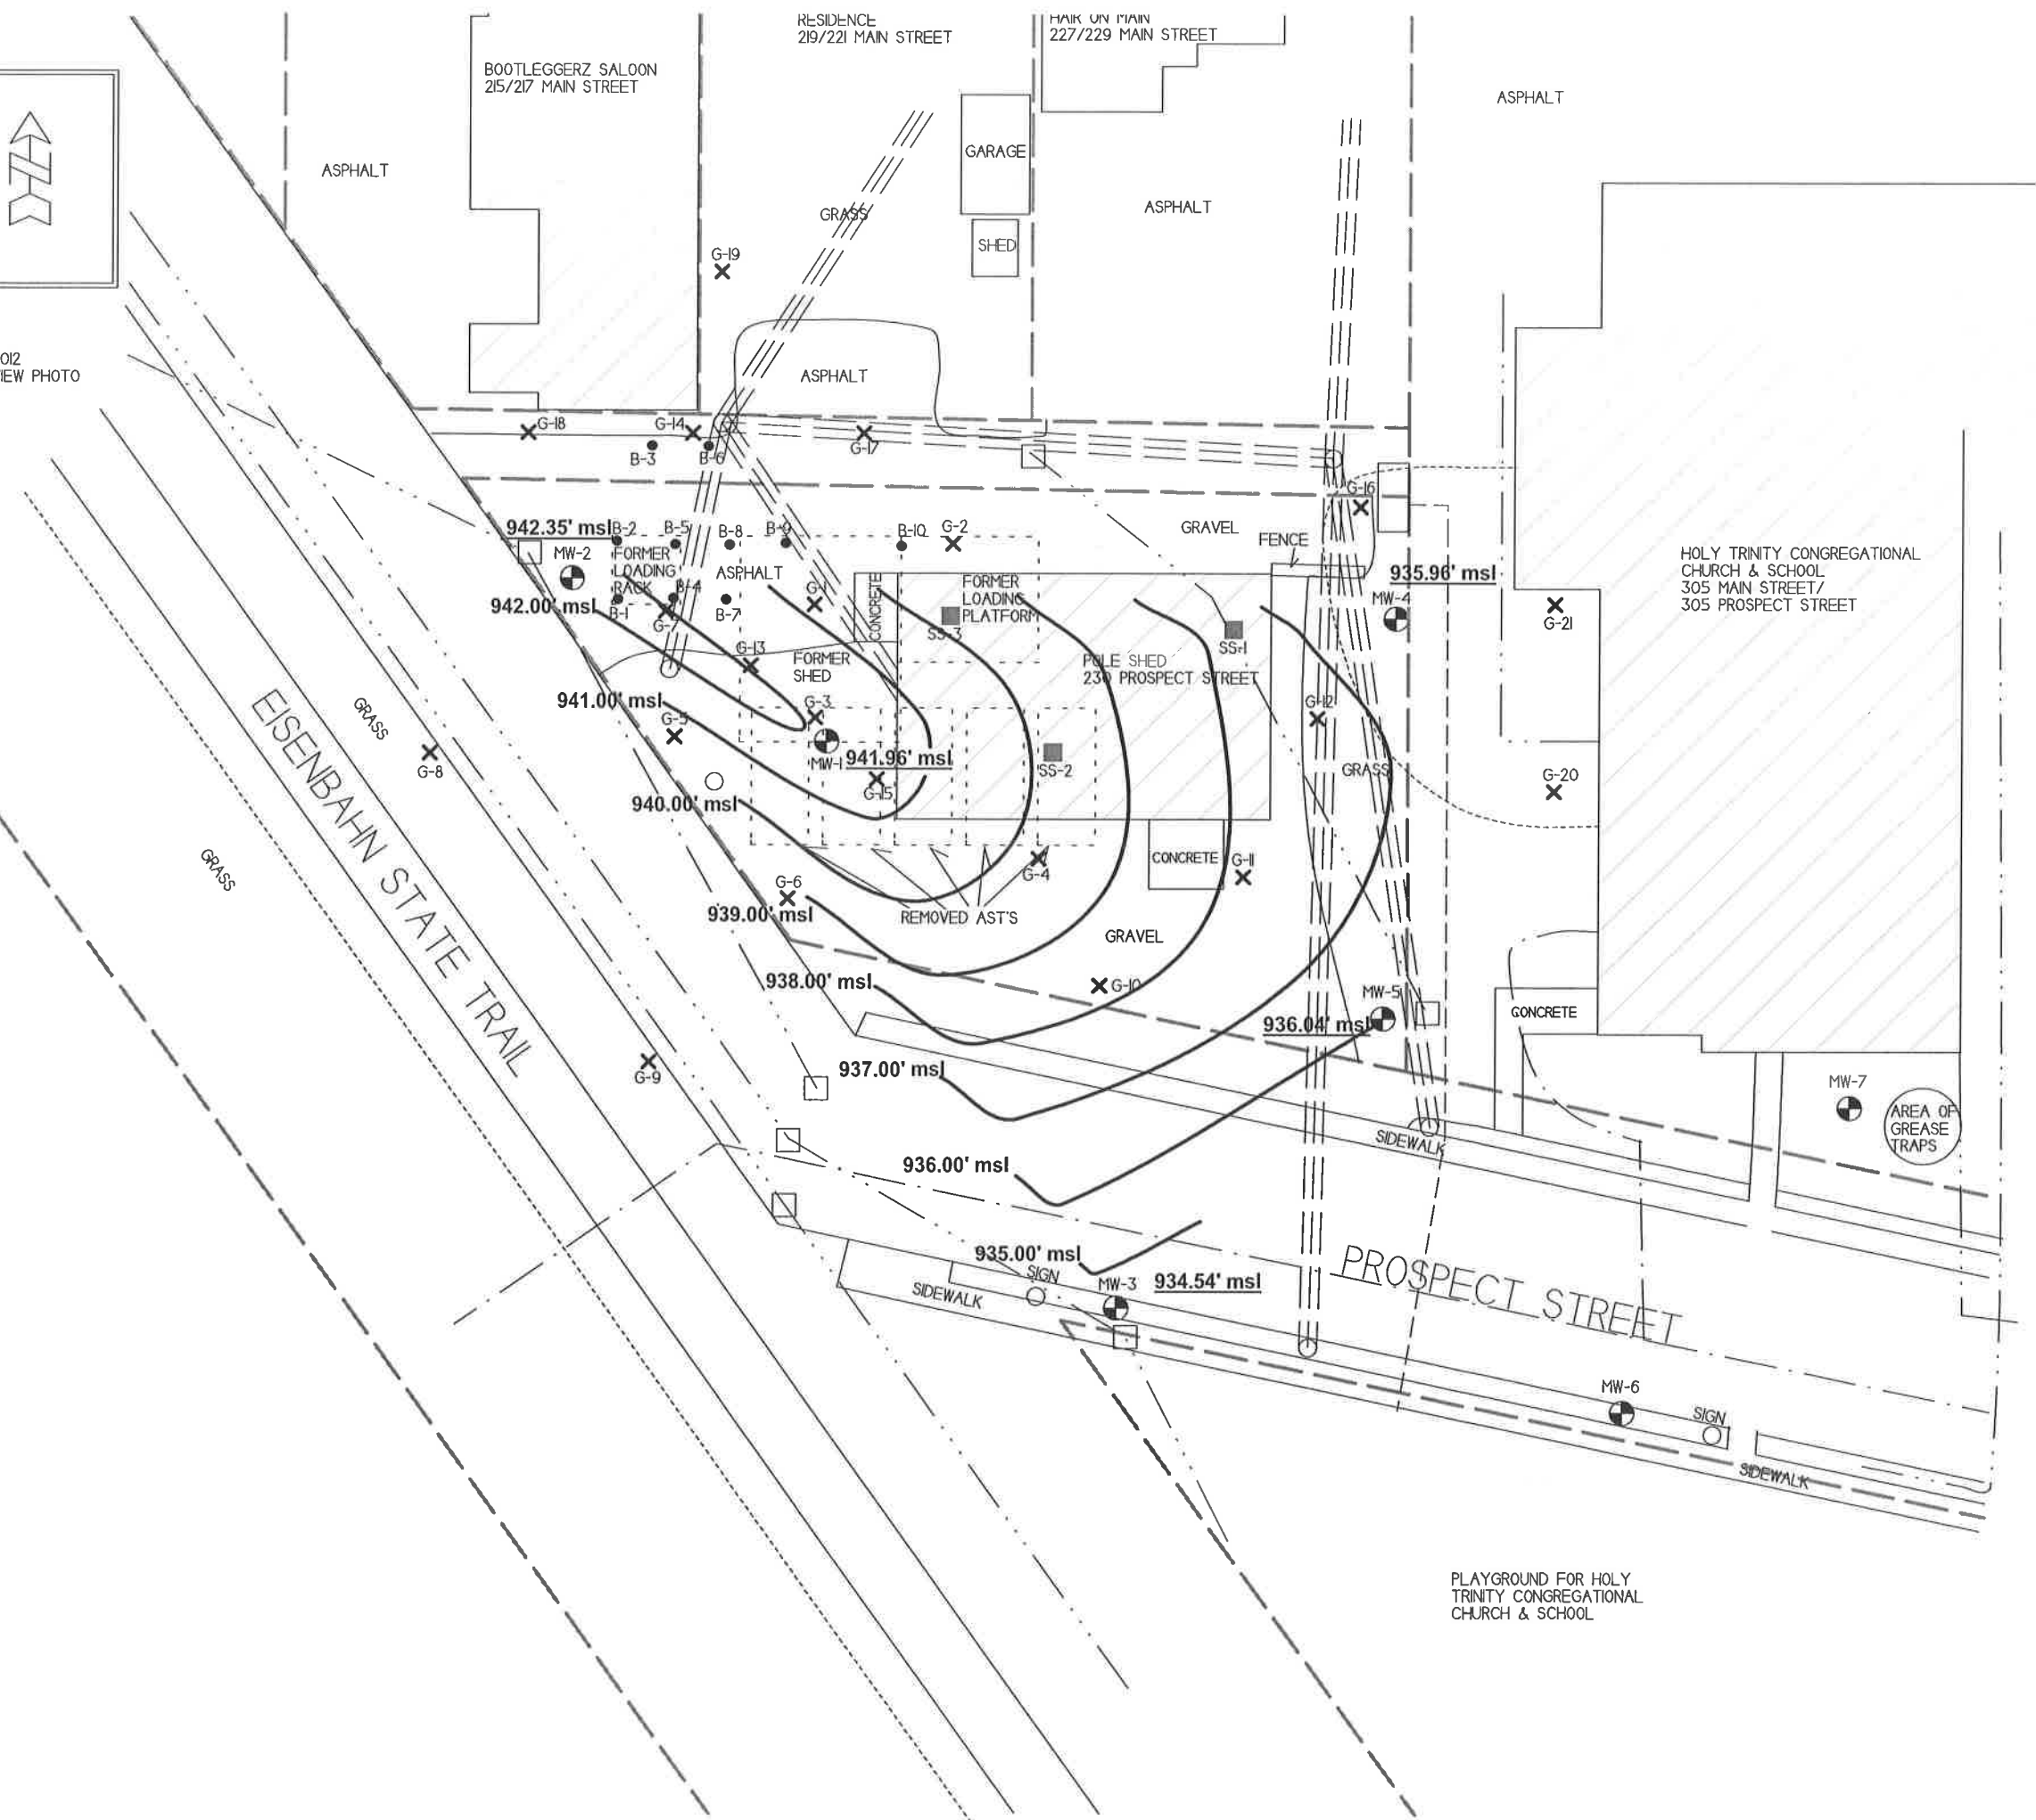 RESIDENCE
219/221 MAIN STREET
HAIR ON MAIN
227/229 MAIN STREET
BOOTLEGGERZ SALOON
215/217 MAIN STREET
ASPHALT
ASPHALT
GARAGE
GRASS
ASPHALT
SHED
G-19
N
012
IEW PHOTO
ASPHALT
G-18
G-14
B-3
B-6
G-17
G-16
942.35' msl
B-2
B-5
B-8
B-9
B-10
G-2
GRAVEL
FENCE
MW-2
FORMER
LOADING
RACK
ASPHALT
CONCRETE
FORMER
LOADING
PLATFORM
935.96' msl
HOLY TRINITY CONGREGATIONAL
CHURCH & SCHOOL
305 MAIN STREET/
305 PROSPECT STREET
942.00' msl
B-1
B-4
B-7
G-1
SS-3
MW-4
G-21
SS-1
G-13
FORMER
SHED
POLE SHED
230 PROSPECT STREET
941.00' msl
G-5
G-3
G-12
EISENBAHN STATE TRAIL
GRASS
G-8
MW-1
941.96' msl
SS-2
GRASS
G-20
G-15
940.00' msl
GRASS
CONCRETE
G-11
G-4
G-6
939.00' msl
REMOVED AST'S
GRAVEL
938.00' msl
G-10
MW-5
936.04' msl
CONCRETE
G-9
937.00' msl
MW-7
AREA OF
GREASE
TRAPS
SIDEWALK
936.00' msl
935.00' msl
SIGN
MW-3
934.54' msl
SIDEWALK
PROSPECT STREET
MW-6
SIGN
SIDEWALK
PLAYGROUND FOR HOLY
TRINITY CONGREGATIONAL
CHURCH & SCHOOL